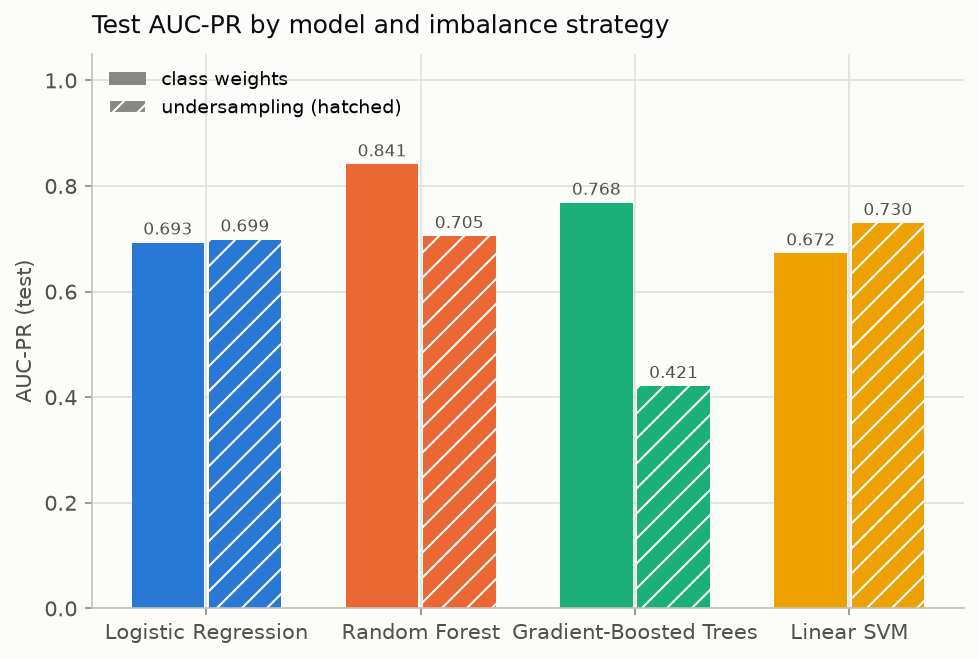 Test AUC-PR by model and imbalance strategy
class weights
undersampling (hatched)
AUC-PR (test)
1.0
0.8
0.6
0.4
0.2
0.0
0.693
0.699
0.841
0.705
0.768
0.421
0.672
0.730
Logistic Regression
Random Forest
Gradient-Boosted Trees
Linear SVM